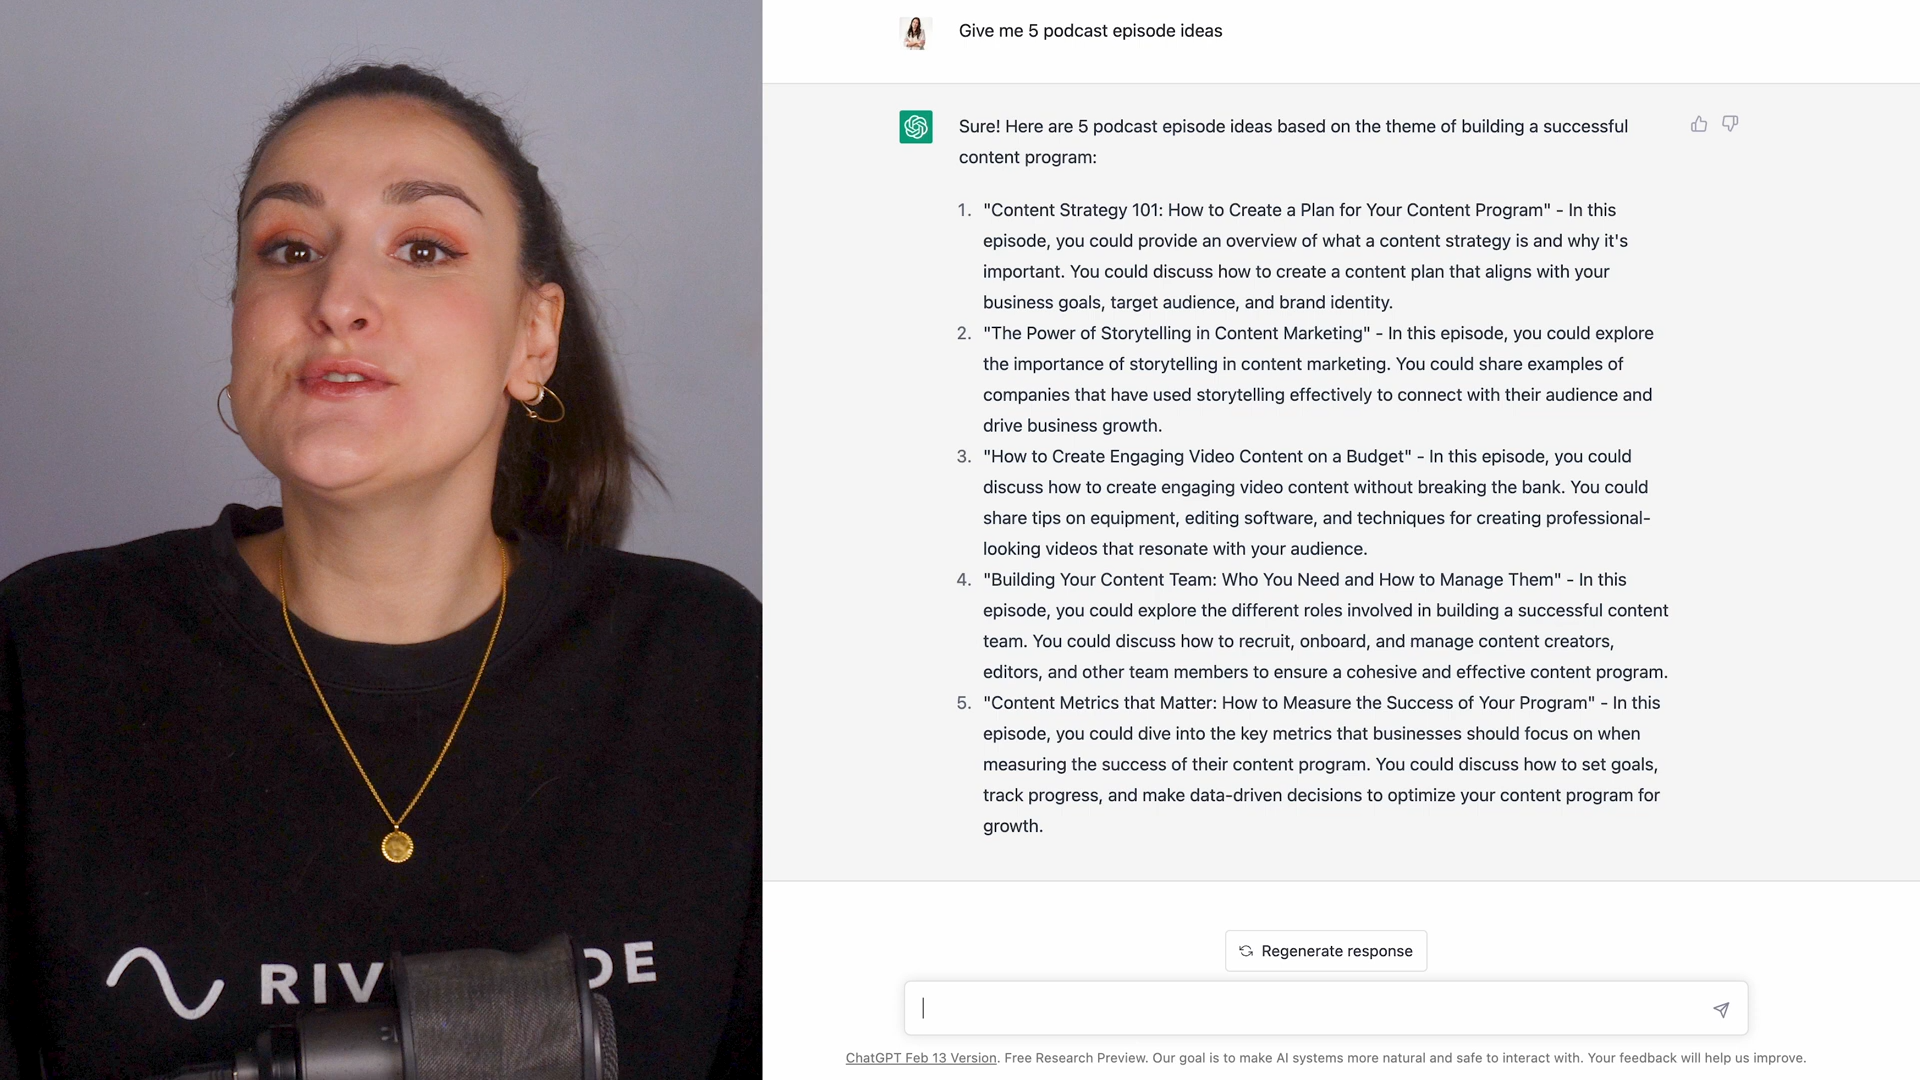 Give me 5 podcast episode ideas
Sure! Here are 5 podcast episode ideas based on the theme of building a successful
content program:
1. "Content Strategy 101: How to Create a Plan for Your Content Program" - In this
episode, you could provide an overview of what a content strategy is and why it's
important. You could discuss how to create a content plan that aligns with your
business goals, target audience, and brand identity.
2. "The Power of Storytelling in Content Marketing" - In this episode, you could explore
the importance of storytelling in content marketing. You could share examples of
companies that have used storytelling effectively to connect with their audience and
drive business growth.
3. "How to Create Engaging Video Content on a Budget" - In this episode, you could
discuss how to create engaging video content without breaking the bank. You could
share tips on equipment, editing software, and techniques for creating professional-
looking videos that resonate with your audience.
4. "Building Your Content Team: Who You Need and How to Manage Them" - In this
episode, you could explore the different roles involved in building a successful content
team. You could discuss how to recruit, onboard, and manage content creators,
editors, and other team members to ensure a cohesive and effective content program.
5. "Content Metrics that Matter: How to Measure the Success of Your Program" - In this
episode, you could dive into the key metrics that businesses should focus on when
measuring the success of their content program. You could discuss how to set goals,
track progress, and make data-driven decisions to optimize your content program for
growth.
Regenerate response
ChatGPT Feb 13 Version. Free Research Preview. Our goal is to make AI systems more natural and safe to interact with. Your feedback will help us improve.
RIV DE